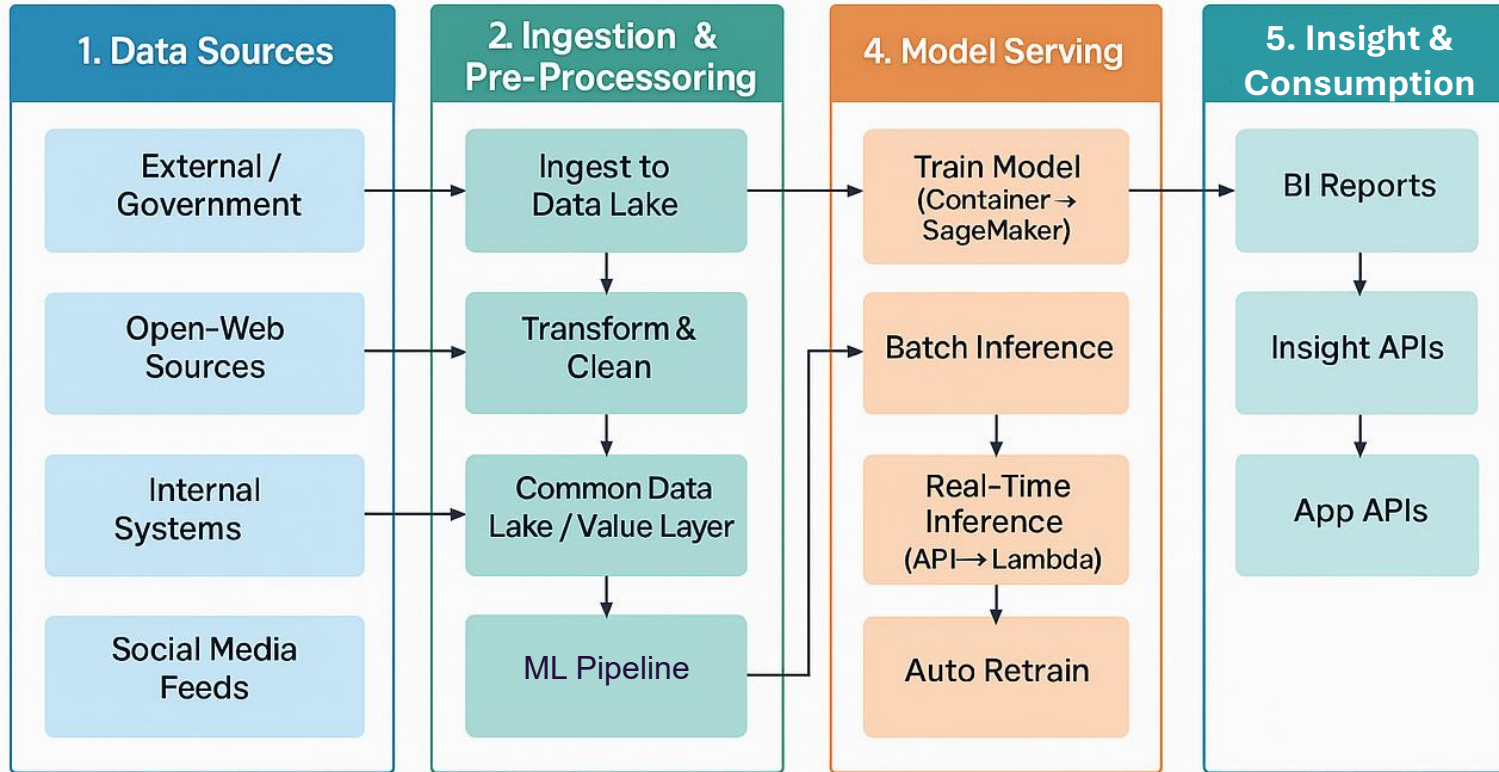 1. Data Sources
External /
Government
Open-Web
Sources
Internal
Systems
Social Media
Feeds
2. Ingestion &
Pre-Processoring
Ingest to
Data Lake
Transform &
Clean
Common Data
Lake / Value Layer
ML Pipeline
4. Model Serving
Train Model
(Container→
SageMaker)
Batch Inference
Real-Time
Inference
(API→Lambda)
Auto Retrain
5. Insight &
Consumption
BI Reports
Insight APIs
App APIs